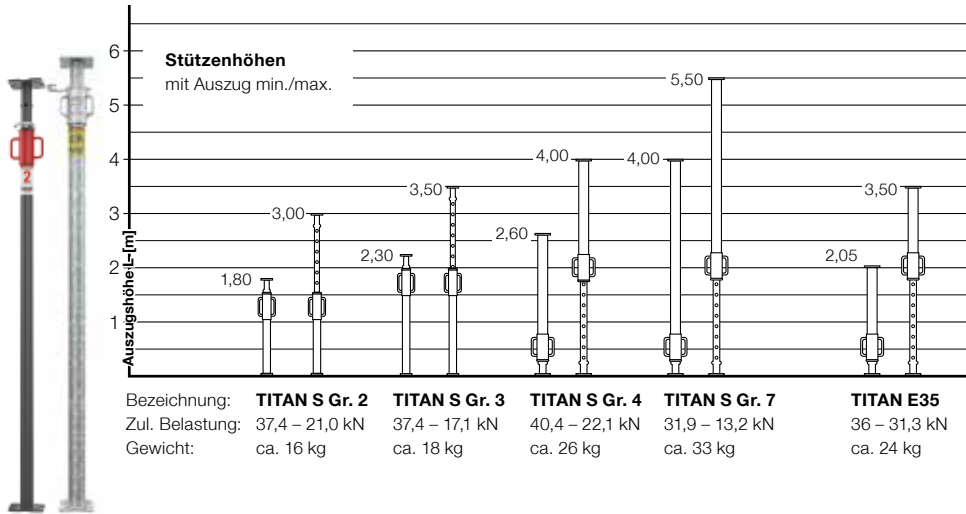 Stützenhöhen
mit Auszug min./max.
6
5
4
3
2
1
Auszugshöhe L [m]
1,80
3,00
2,30
3,50
2,60
4,00
4,00
5,50
2,05
3,50
2
Bezeichnung: TITAN S Gr. 2 TITAN S Gr. 3 TITAN S Gr. 4 TITAN S Gr. 7 TITAN E35
Zul. Belastung: 37,4 – 21,0 kN 37,4 – 17,1 kN 40,4 – 22,1 kN 31,9 – 13,2 kN 36 – 31,3 kN
Gewicht: ca. 16 kg ca. 18 kg ca. 26 kg ca. 33 kg ca. 24 kg